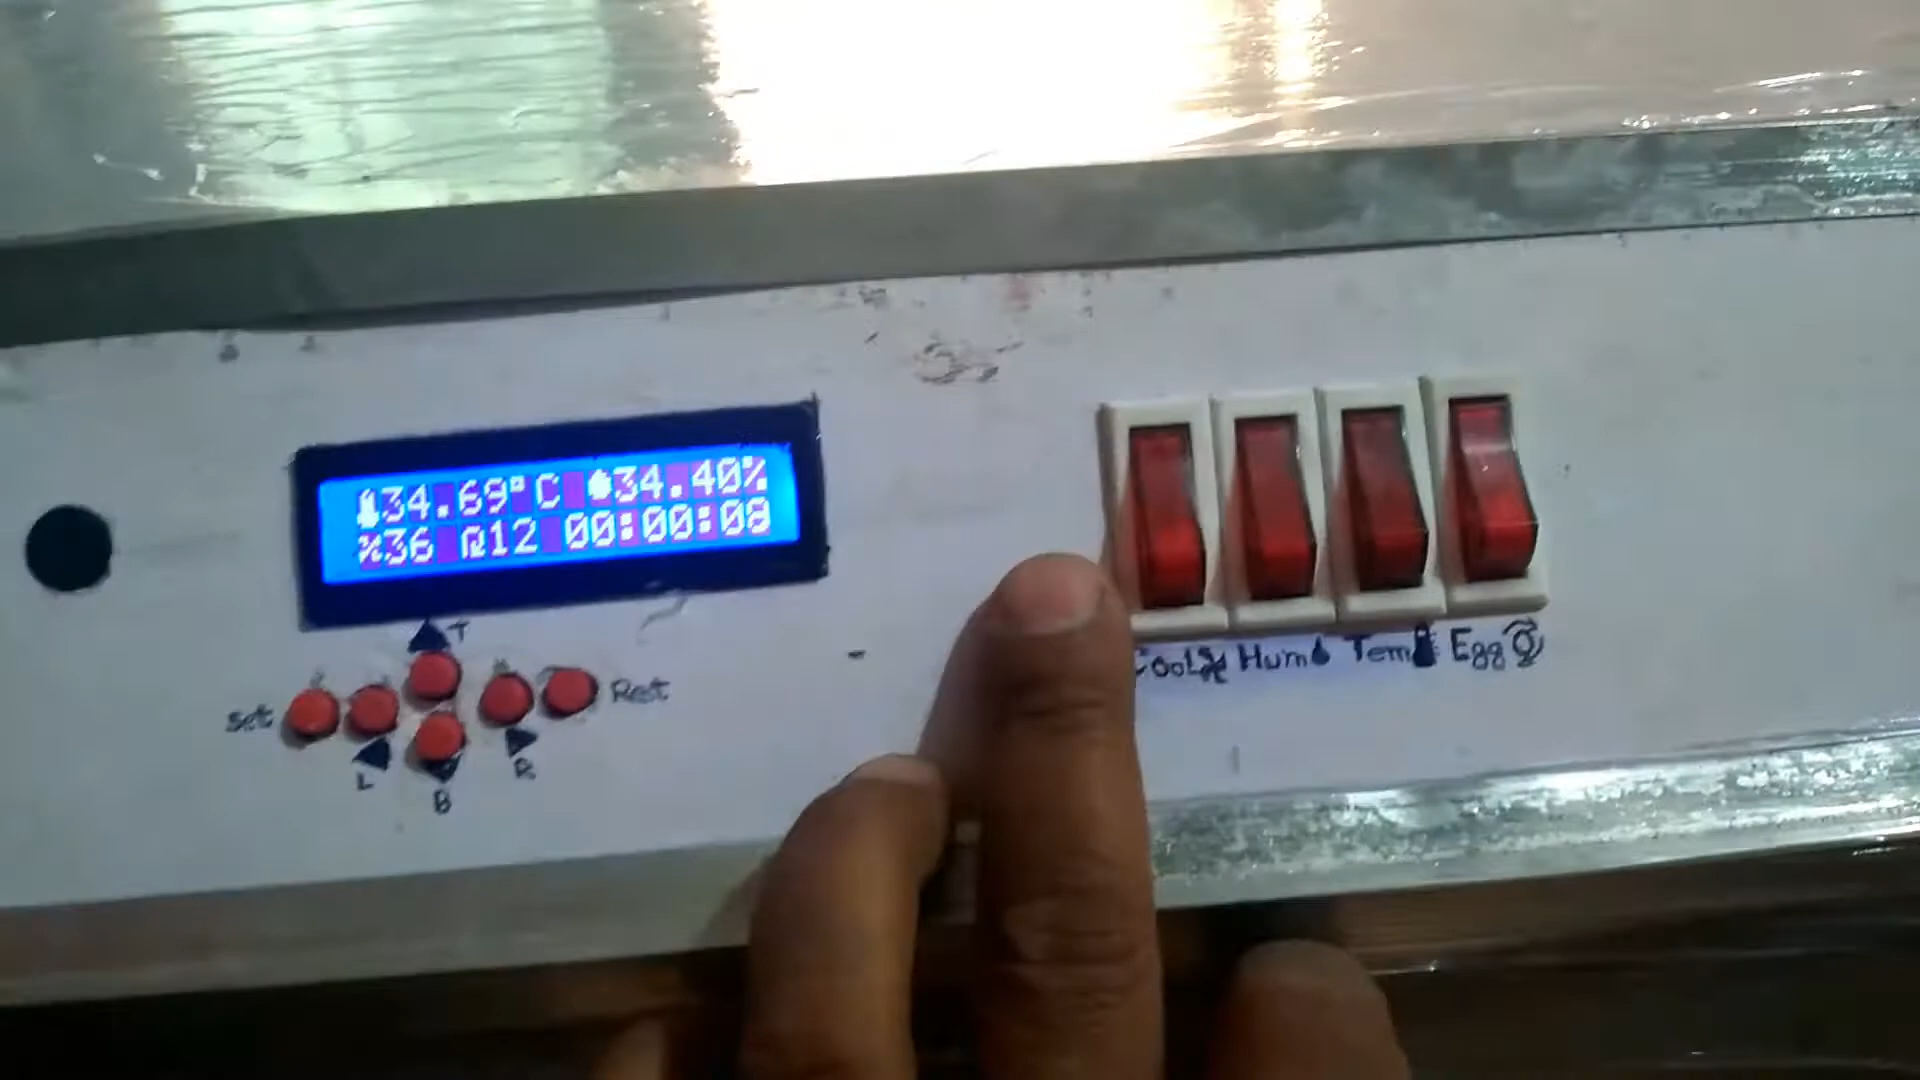 34.69°C 34.40%
36 12 00:00:08
T
set Rest
L R
B
Cool Hum Tem Egg